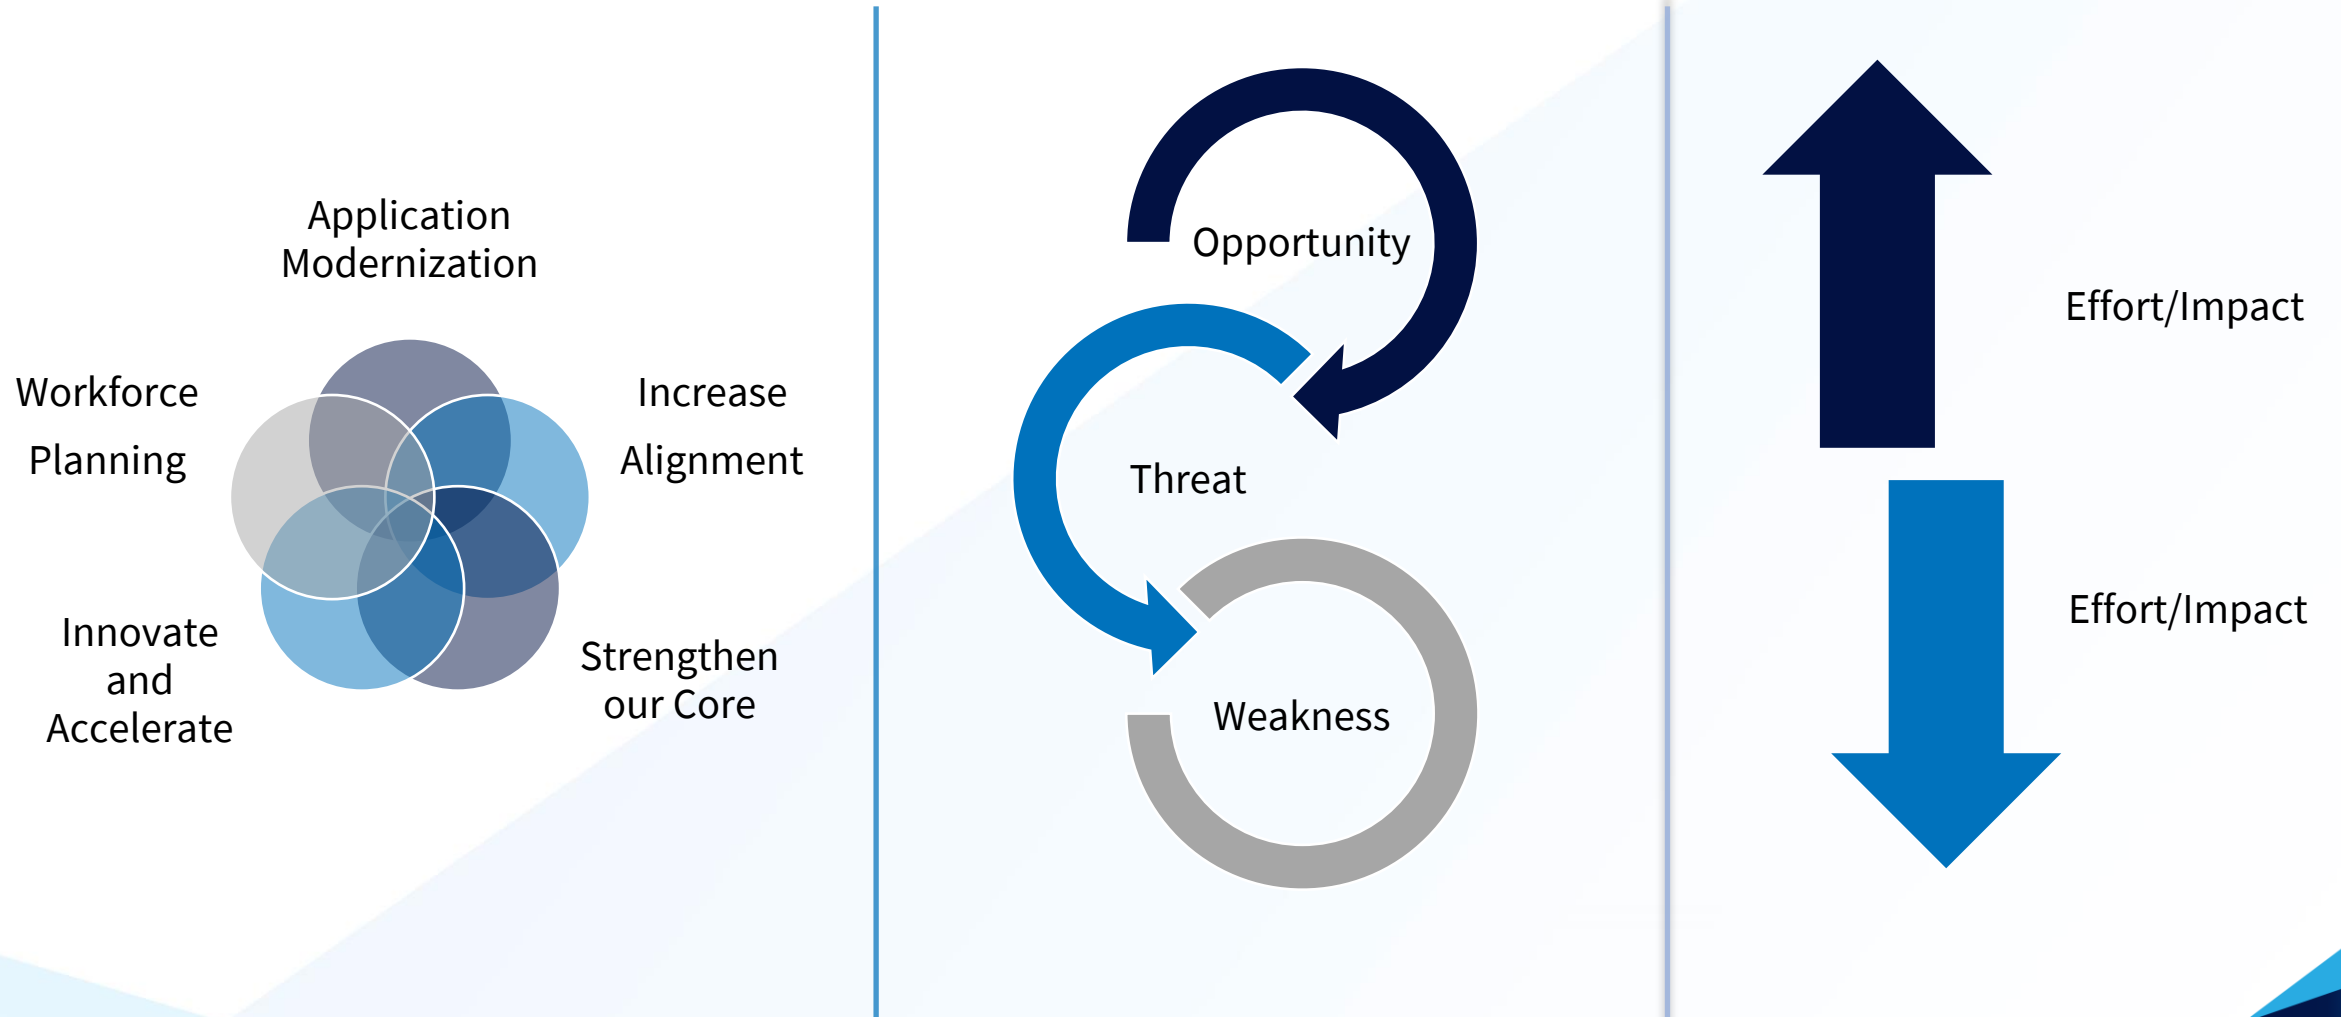 Application
Modernization
Workforce
Planning
Increase
Alignment
Innovate
and
Accelerate
Strengthen
our Core
Opportunity
Threat
Weakness
Effort/Impact
Effort/Impact